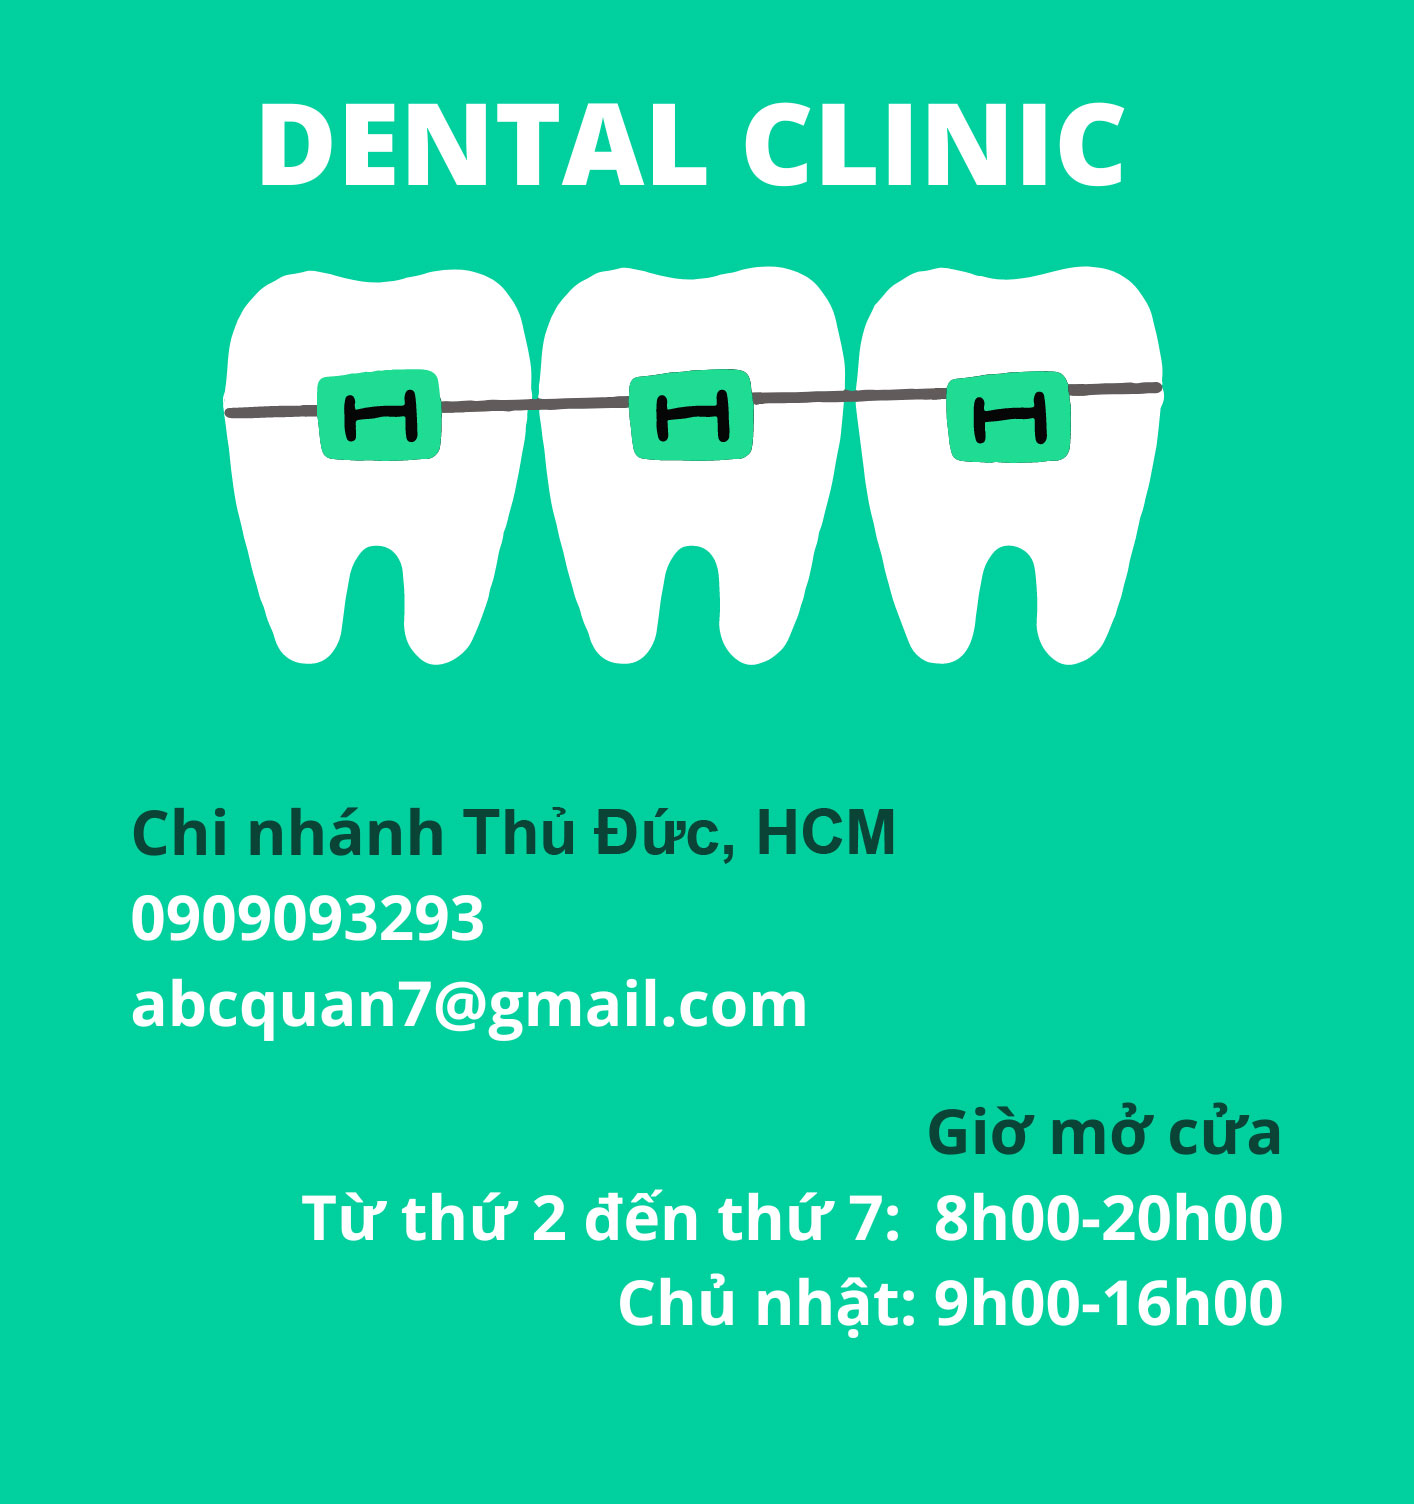 DENTAL CLINIC
Chi nhánh Thủ Đức, HCM
0909093293
abcquan7@gmail.com
Giờ mở cửa
Từ thứ 2 đến thứ 7: 8h00-20h00
Chủ nhật: 9h00-16h00